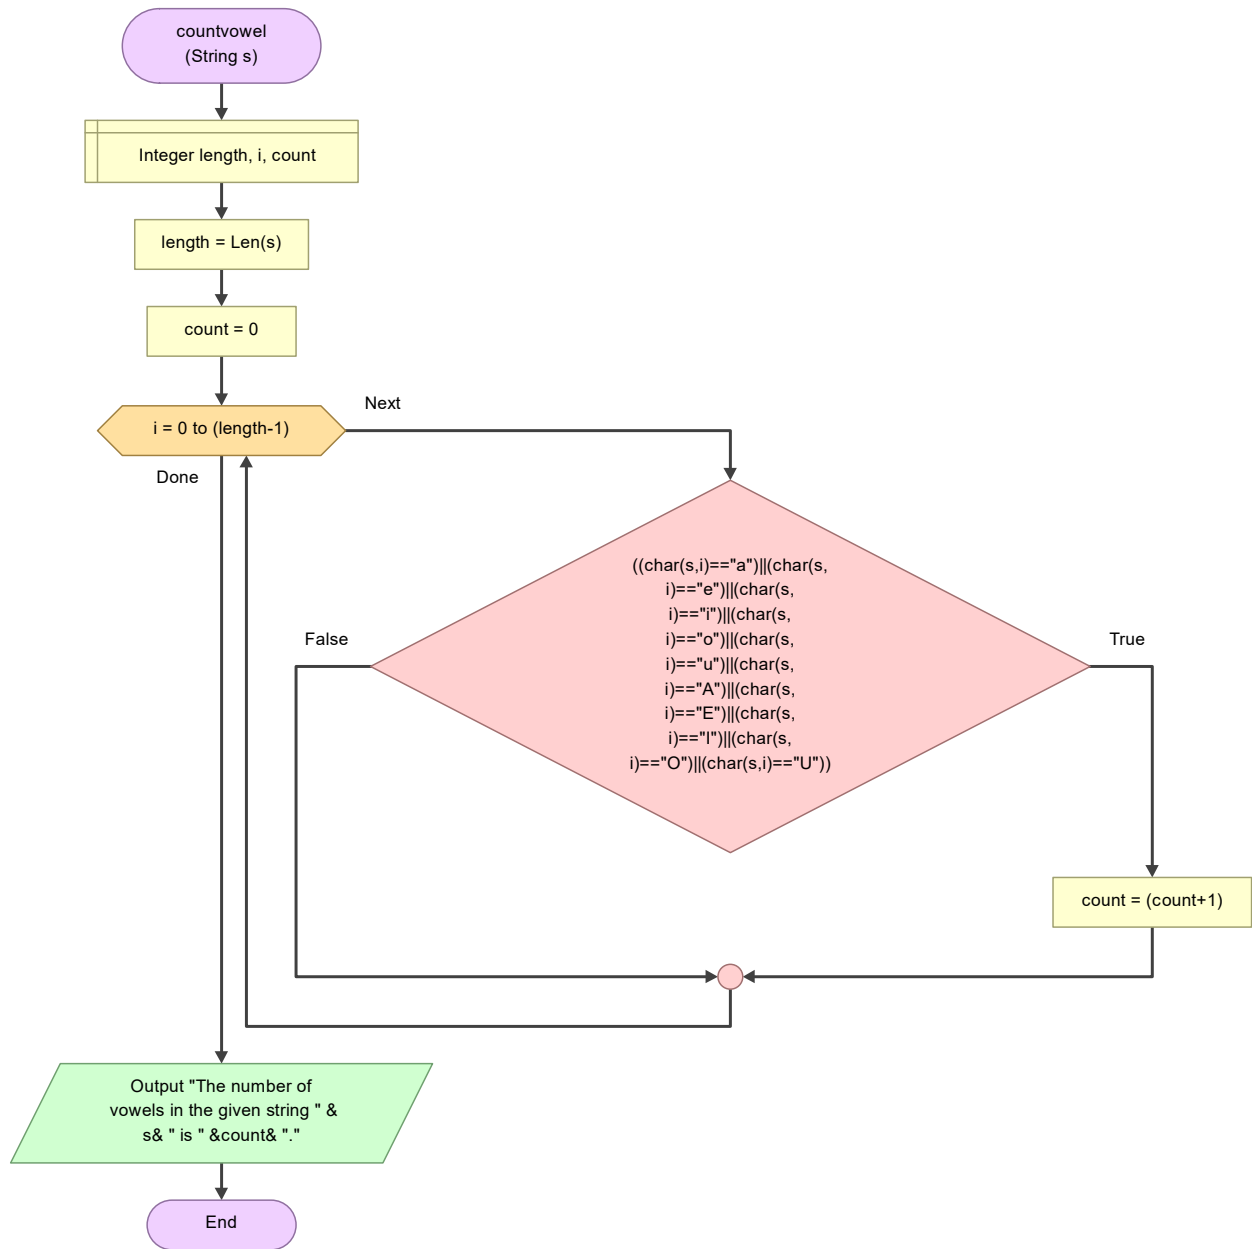 countvowel
(String s)
Integer length, i, count
length = Len(s)
count = 0
Next
i = 0 to (length-1)
Done
((char(s,i)=="a")||(char(s,
i)=="e")||(char(s,
i)=="i")||(char(s,
i)=="o")||(char(s,
i)=="u")||(char(s,
i)=="A")||(char(s,
i)=="E")||(char(s,
i)=="I")||(char(s,
i)=="O")||(char(s,i)=="U"))
False
True
count = (count+1)
Output "The number of
vowels in the given string " &
s& " is " &count& "."
End